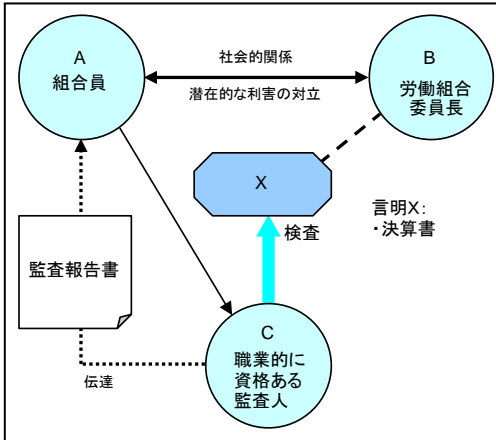 A
組合員
社会的関係
潜在的な利害の対立
B
労働組合
委員長
X
言明X:
・決算書
検査
監査報告書
C
職業的に
資格ある
監査人
伝達